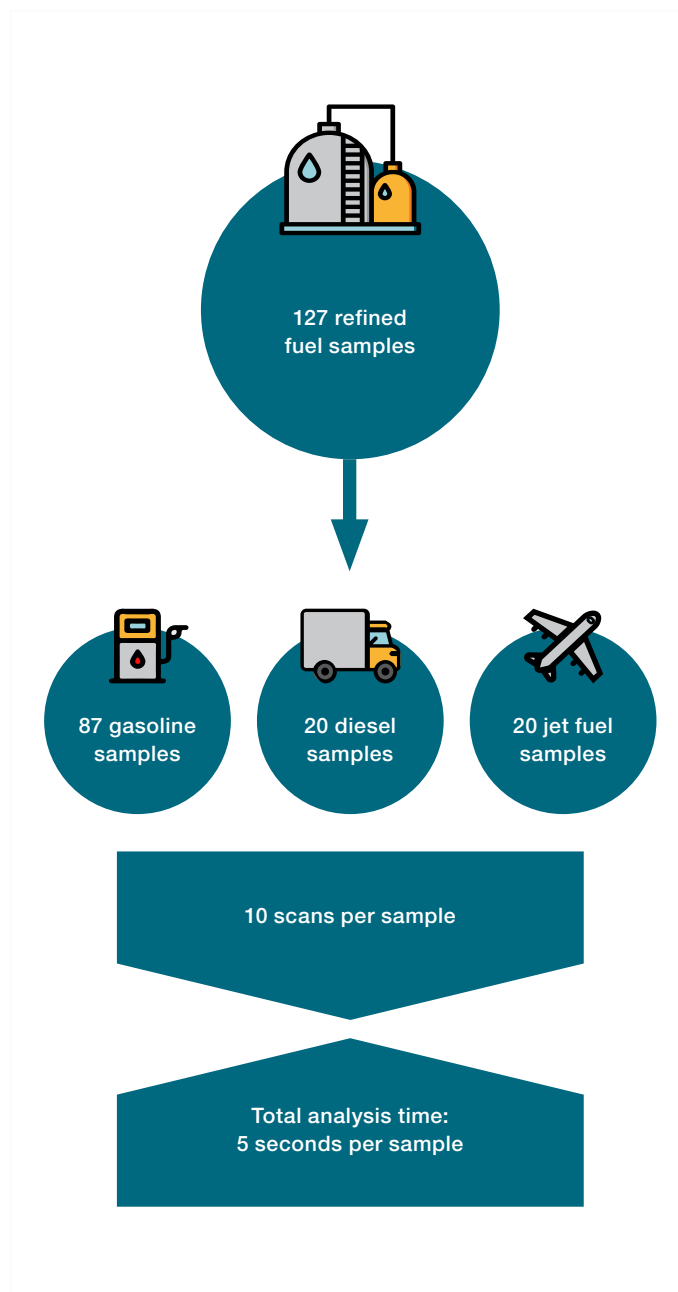 127 refined
fuel samples
87 gasoline
samples
20 diesel
samples
20 jet fuel
samples
10 scans per sample
Total analysis time:
5 seconds per sample